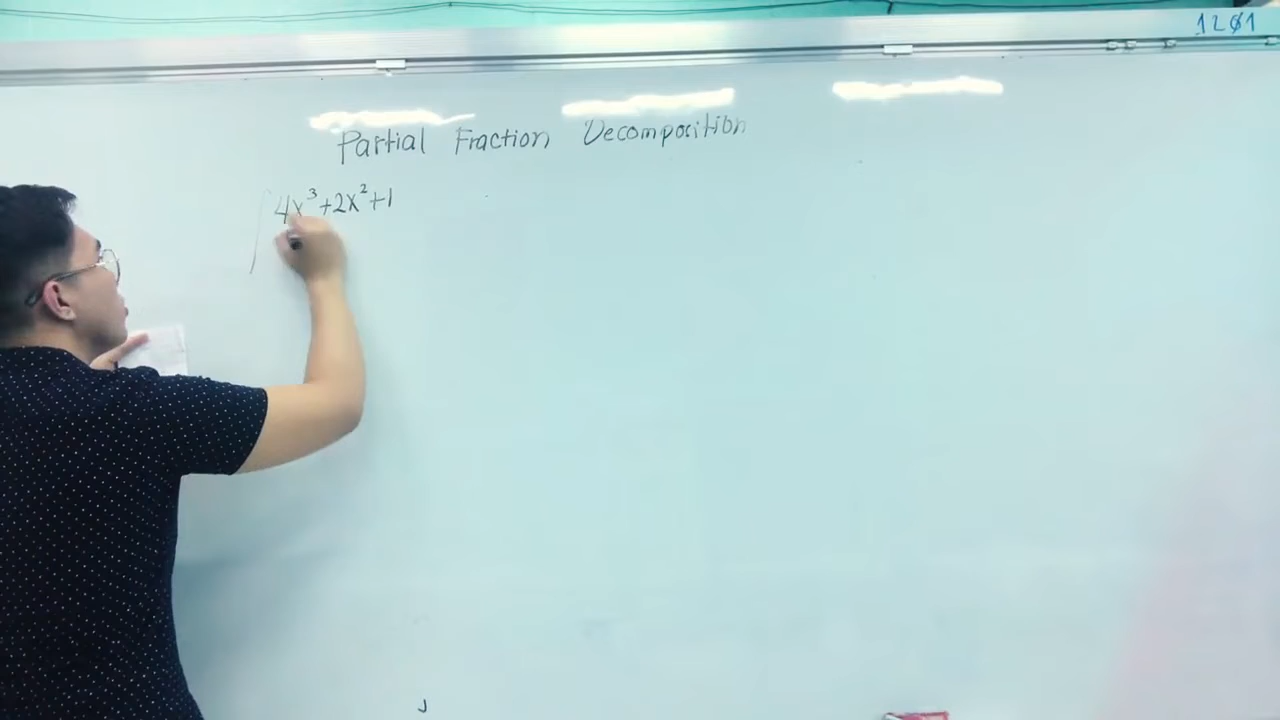 1201
Partial Fraction Decomposition
∫ 4x³+2x²+1